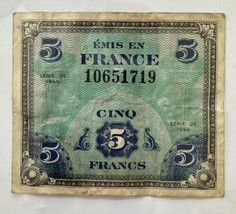 5 ÉMIS EN 5
FRANCE
10651719
SÉRIE DE
1944
CINQ
SÉRIE DE
1944
5 5 5
FRANCS